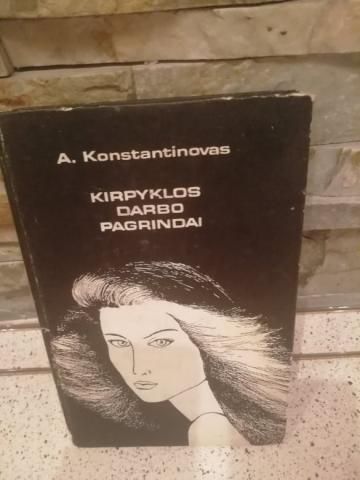 A. Konstantinovas
KIRPYKLOS
DARBO
PAGRINDAI